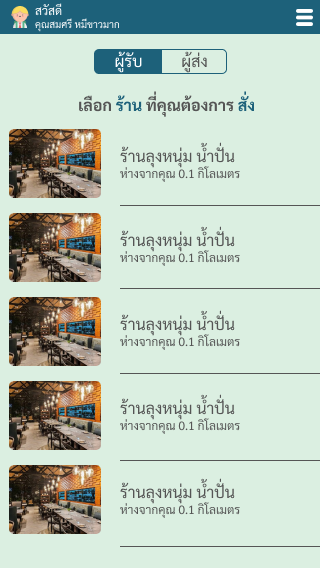 สวัสดี
คุณสมศรี หมีขาวมาก
ผู้รับ ผู้ส่ง
เลือก ร้าน ที่คุณต้องการ สั่ง
ร้านลุงหนุ่ม น้ำปั่น
ห่างจากคุณ 0.1 กิโลเมตร
ร้านลุงหนุ่ม น้ำปั่น
ห่างจากคุณ 0.1 กิโลเมตร
ร้านลุงหนุ่ม น้ำปั่น
ห่างจากคุณ 0.1 กิโลเมตร
ร้านลุงหนุ่ม น้ำปั่น
ห่างจากคุณ 0.1 กิโลเมตร
ร้านลุงหนุ่ม น้ำปั่น
ห่างจากคุณ 0.1 กิโลเมตร